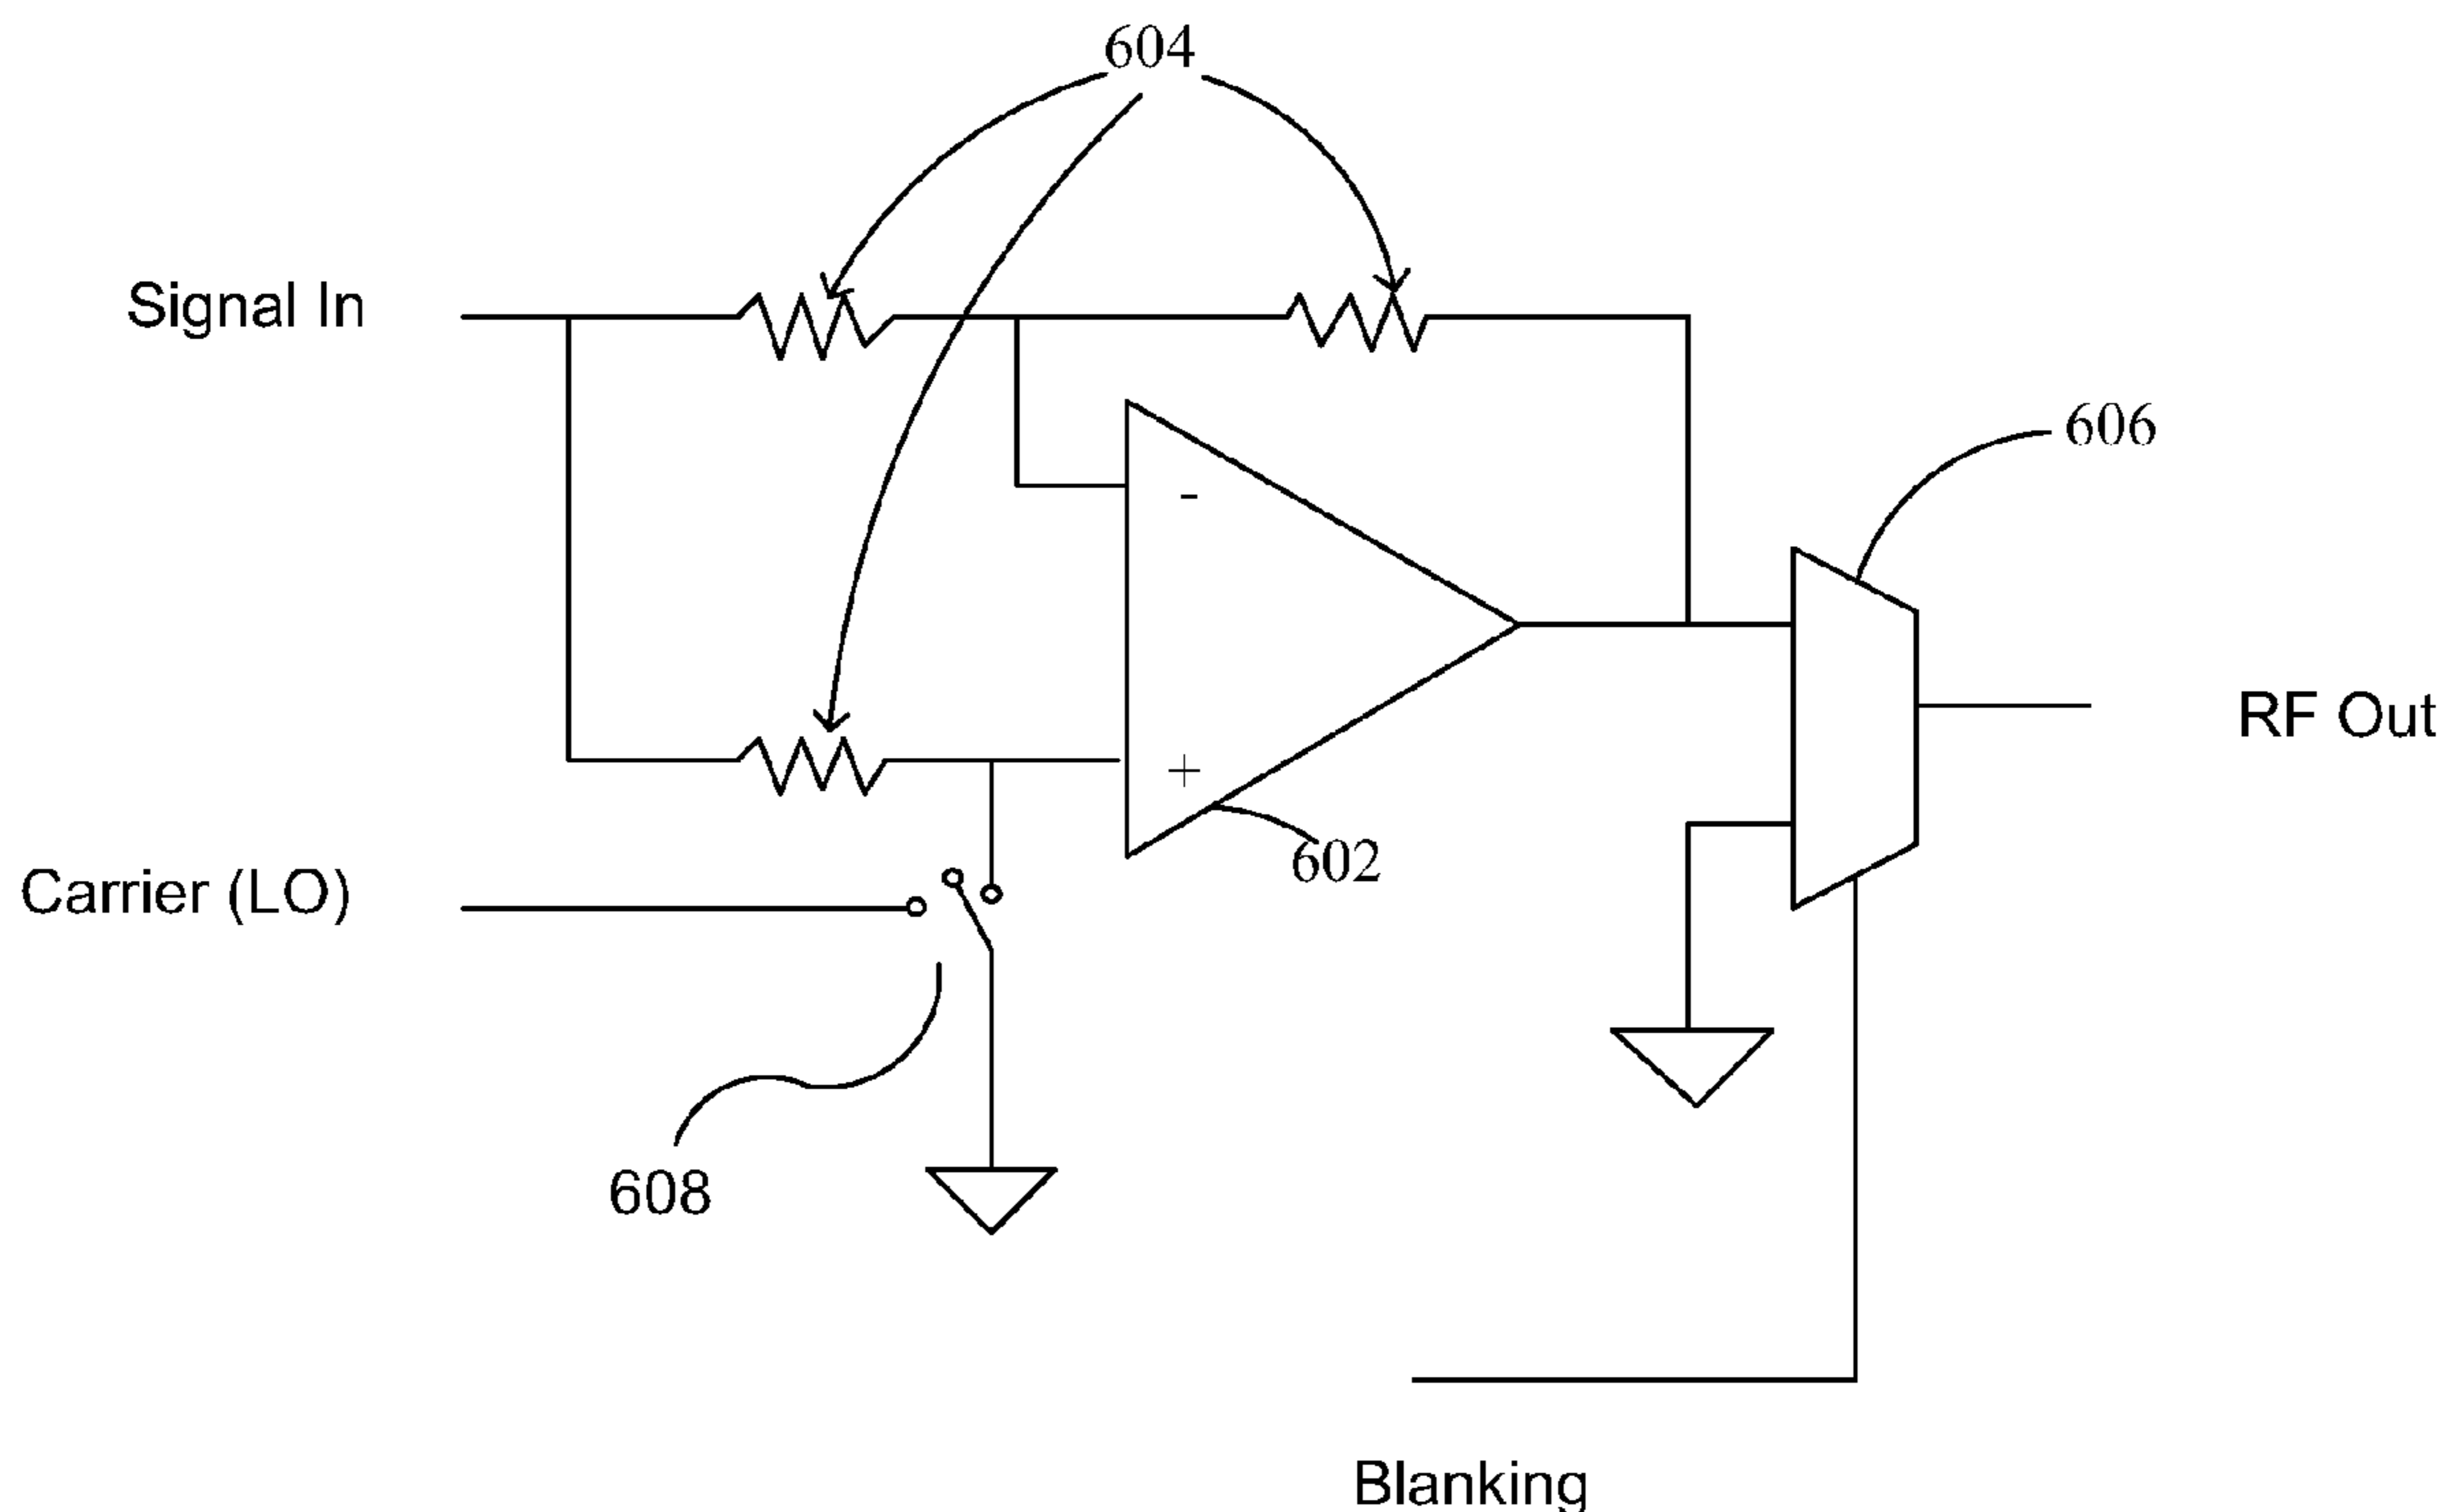 604
Signal In
606
-
RF Out
+
602
Carrier (LO)
608
Blanking